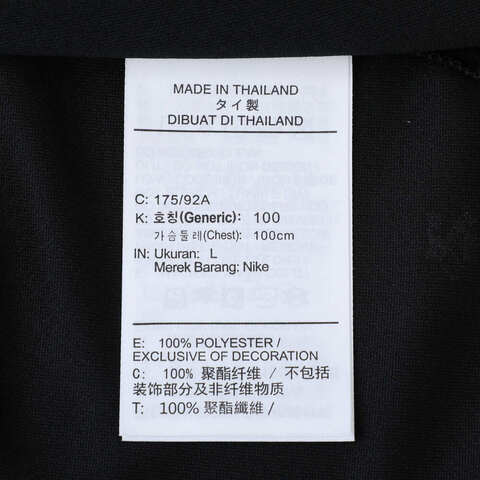 MADE IN THAILAND
タイ製
DIBUAT DI THAILAND
C: 175/92A
K: 호칭(Generic): 100
가슴둘레(Chest): 100cm
IN: Ukuran: L
Merek Barang: Nike
E: 100% POLYESTER /
EXCLUSIVE OF DECORATION
C: 100% 聚酯纤维 / 不包括
装饰部分及非纤维物质
T: 100% 聚酯纖維 /